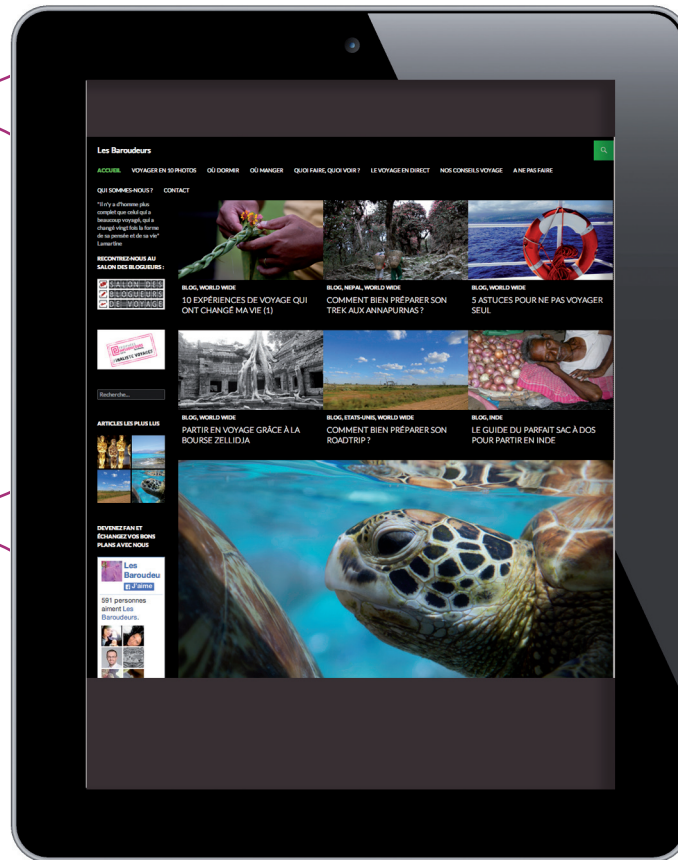 Les Baroudeurs
ACCUEIL VOYAGER EN 10 PHOTOS OÙ DORMIR OÙ MANGER QUOI FAIRE, QUOI VOIR ? LE VOYAGE EN DIRECT NOS CONSEILS VOYAGE A NE PAS FAIRE
QUI SOMMES-NOUS ? CONTACT
"Il n'y a d'homme plus
complet que celui qui a
beaucoup voyagé, qui a
changé vingt fois la forme
de sa pensée et de sa vie"
Lamartine
RECONTREZ-NOUS AU
SALON DES BLOGUEURS :
SALON DES
BLOGUEURS
DE VOYAGE
Recherche...
ARTICLES LES PLUS LUS
DEVENEZ FAN ET
ÉCHANGEZ VOS BONS
PLANS AVEC NOUS
Les
Baroudeu
J'aime
591 personnes
aiment Les
Baroudeurs.
BLOG, WORLD WIDE
10 EXPÉRIENCES DE VOYAGE QUI
ONT CHANGÉ MA VIE (1)
BLOG, NEPAL, WORLD WIDE
COMMENT BIEN PRÉPARER SON
TREK AUX ANNAPURNAS ?
BLOG, WORLD WIDE
5 ASTUCES POUR NE PAS VOYAGER
SEUL
BLOG, WORLD WIDE
PARTIR EN VOYAGE GRÂCE À LA
BOURSE ZELLIDJA
BLOG, ETATS-UNIS, WORLD WIDE
COMMENT BIEN PRÉPARER SON
ROADTRIP ?
BLOG, INDE
LE GUIDE DU PARFAIT SAC À DOS
POUR PARTIR EN INDE